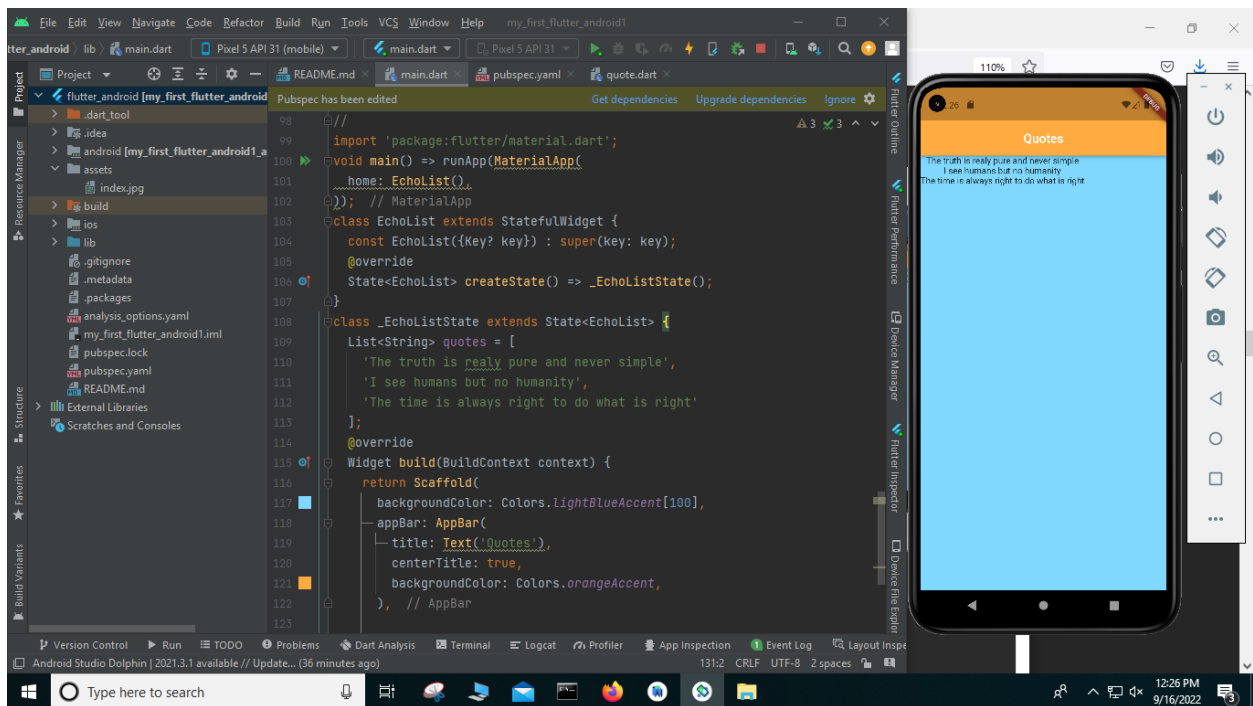 File Edit View Navigate Code Refactor Build Run Tools VCS Window Help my_first_flutter_android1
tter_android lib main.dart Pixel 5 API 31 (mobile) main.dart Pixel 5 API 31
Project README.md main.dart pubspec.yaml quote.dart
flutter_android [my_first_flutter_android
.dart_tool
.idea
android [my_first_flutter_android1_a
assets
index.jpg
build
ios
lib
.gitignore
.metadata
.packages
analysis_options.yaml
my_first_flutter_android1.iml
pubspec.lock
pubspec.yaml
README.md
External Libraries
Scratches and Consoles
Project
Resource Manager
Structure
Favorites
Build Variants
Pubspec has been edited Get dependencies Upgrade dependencies Ignore
3 3
98 //
99 import 'package:flutter/material.dart';
100 void main() => runApp(MaterialApp(
101 home: EchoList(),
102 )); // MaterialApp
103 class EchoList extends StatefulWidget {
104 const EchoList({Key? key}) : super(key: key);
105 @override
106 State<EchoList> createState() => _EchoListState();
107 }
108 class _EchoListState extends State<EchoList> {
109 List<String> quotes = [
110 'The truth is realy pure and never simple',
111 'I see humans but no humanity',
112 'The time is always right to do what is right'
113 ];
114 @override
115 Widget build(BuildContext context) {
116 return Scaffold(
117 backgroundColor: Colors.lightBlueAccent[100],
118 appBar: AppBar(
119 title: Text('Quotes'),
120 centerTitle: true,
121 backgroundColor: Colors.orangeAccent,
122 ), // AppBar
123
Flutter Outline
Flutter Performance
Device Manager
Flutter Inspector
Device File Explor
Version Control Run TODO Problems Dart Analysis Terminal Logcat Profiler App Inspection 1 Event Log Layout Inspe
Android Studio Dolphin | 2021.3.1 available // Update... (36 minutes ago) 131:2 CRLF UTF-8 2 spaces
110%
:26
DEBUG
Quotes
The truth is realy pure and never simple
I see humans but no humanity
The time is always right to do what is right
Type here to search
12:26 PM
9/16/2022
3